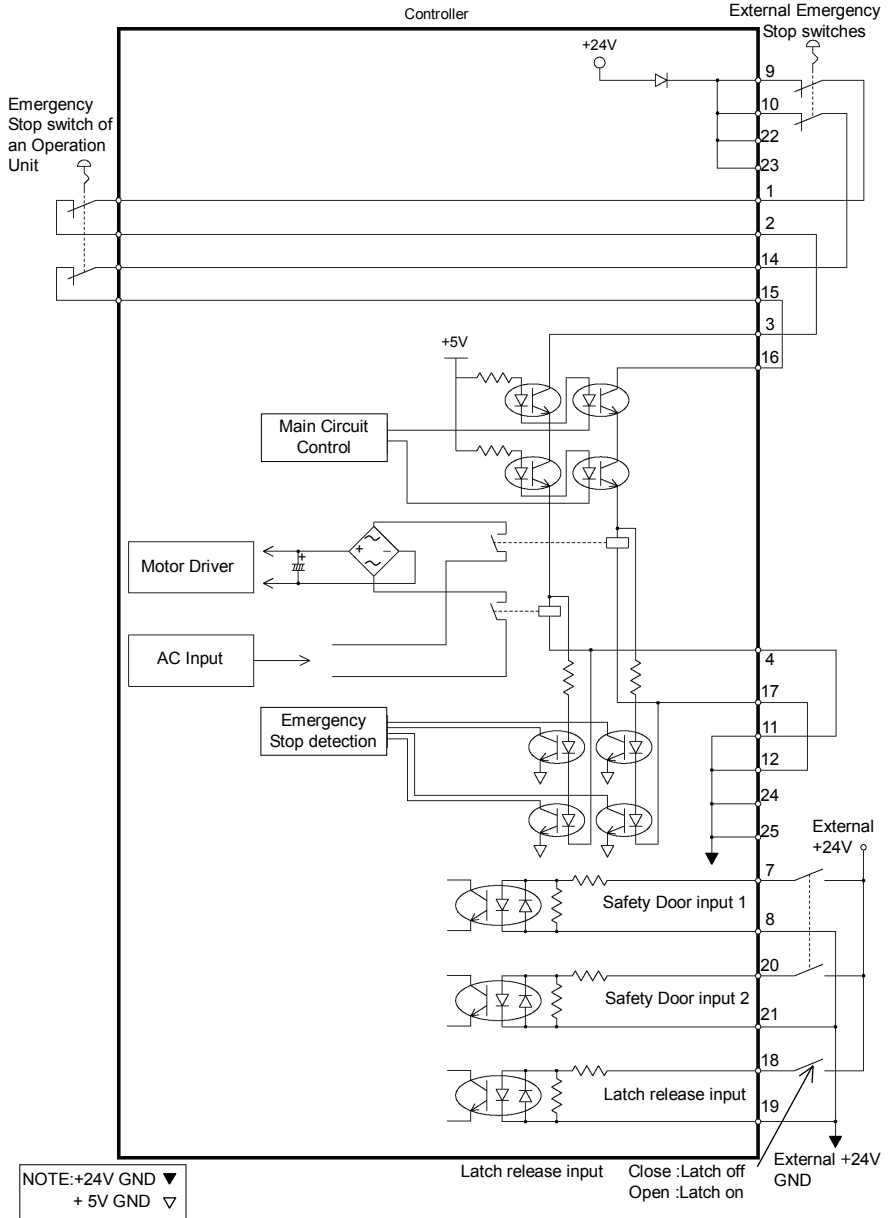 Controller
External Emergency
Stop switches
+24V
9
10
22
23
Emergency
Stop switch of
an Operation
Unit
1
2
14
15
3
16
+5V
Main Circuit
Control
Motor Driver
+
−
+
AC Input
4
17
Emergency
Stop detection
11
12
24
25
External
+24V
7
Safety Door input 1
8
20
Safety Door input 2
21
18
Latch release input
19
Latch release input
Close :Latch off
Open :Latch on
External +24V
GND
NOTE:+24V GND ▼
+ 5V GND ▽